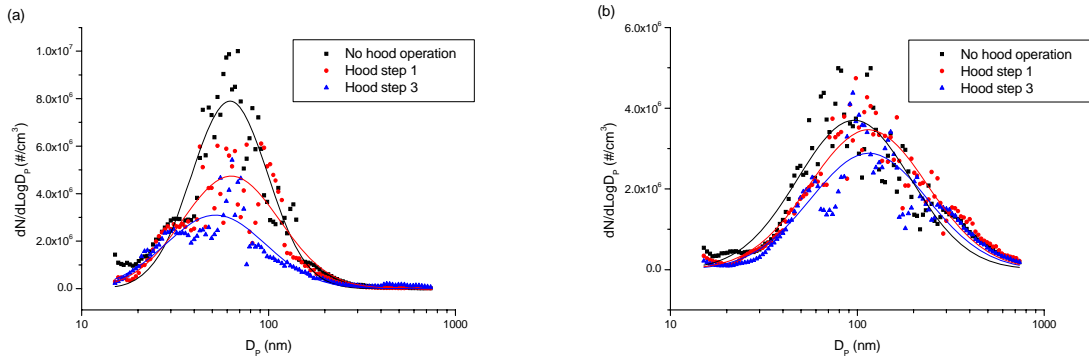 (a)
No hood operation
Hood step 1
Hood step 3
1.0x10⁷
8.0x10⁶
6.0x10⁶
4.0x10⁶
2.0x10⁶
0.0
dN/dLogD_P (#/cm³)
10
100
1000
D_P (nm)
(b)
No hood operation
Hood step 1
Hood step 3
6.0x10⁶
4.0x10⁶
2.0x10⁶
0.0
dN/dLogD_P (#/cm³)
10
100
1000
D_P (nm)